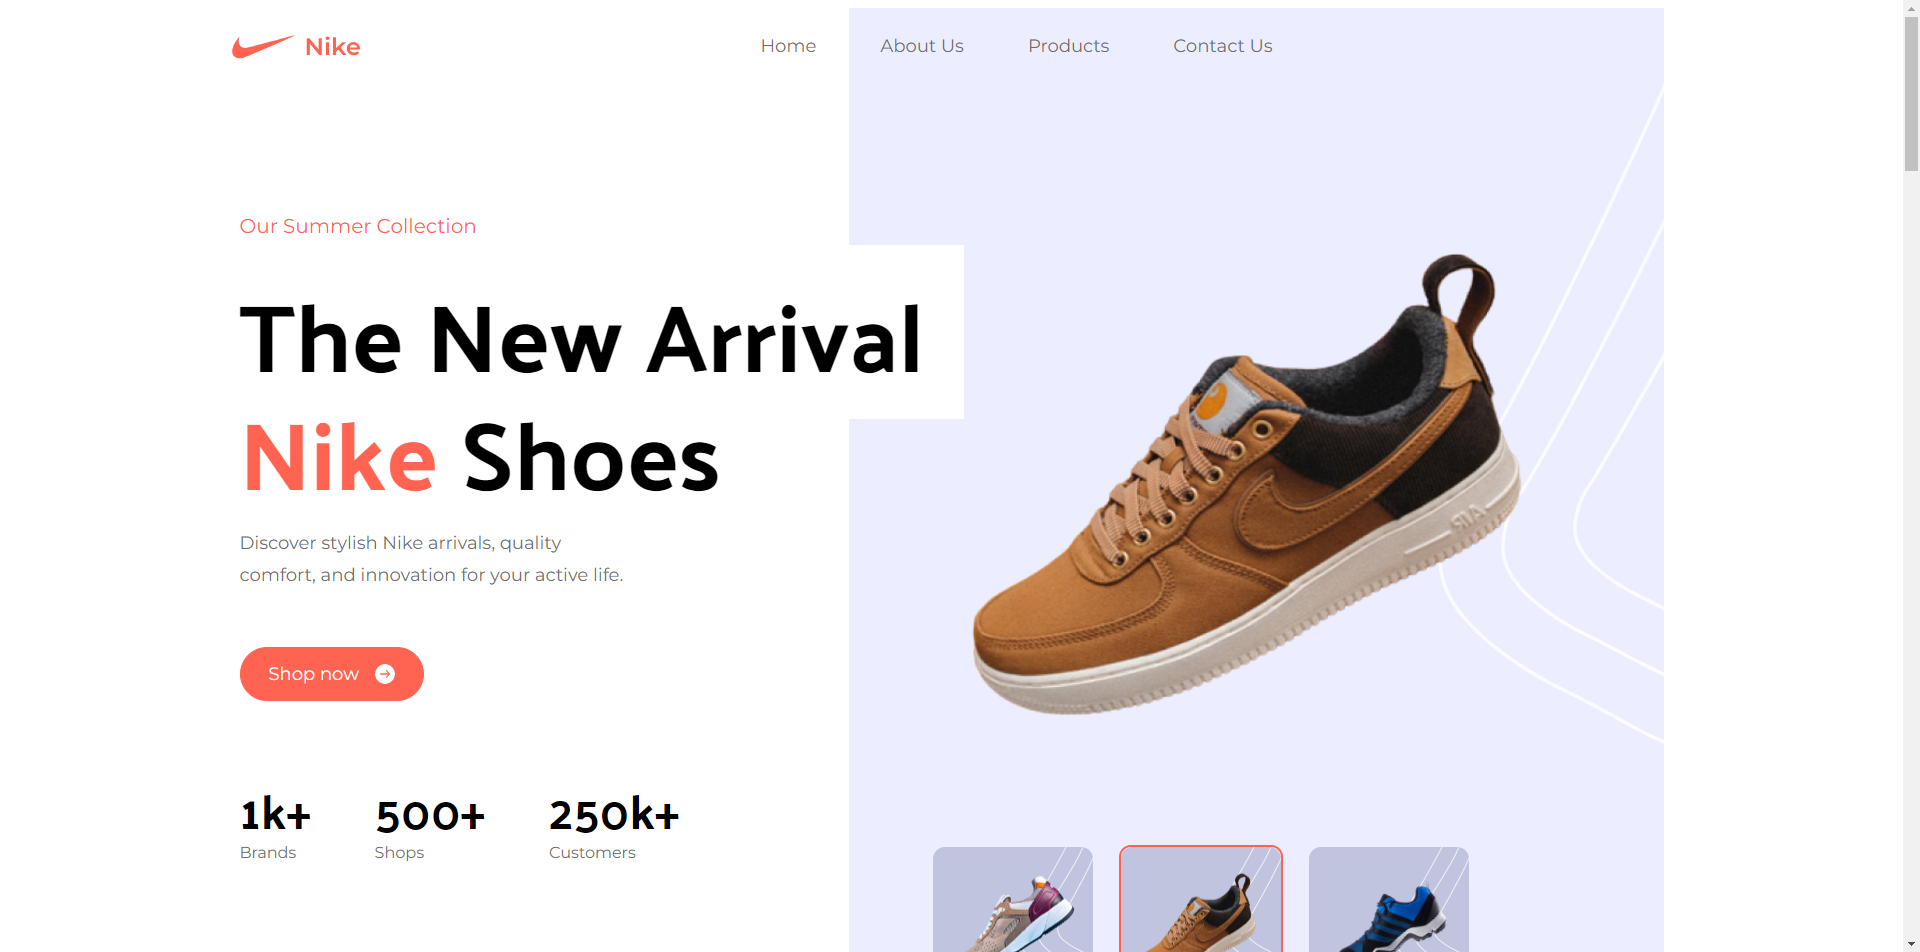 Nike
Home
About Us
Products
Contact Us
Our Summer Collection
The New Arrival
Nike Shoes
Discover stylish Nike arrivals, quality
comfort, and innovation for your active life.
Shop now
1k+
Brands
500+
Shops
250k+
Customers
AIR